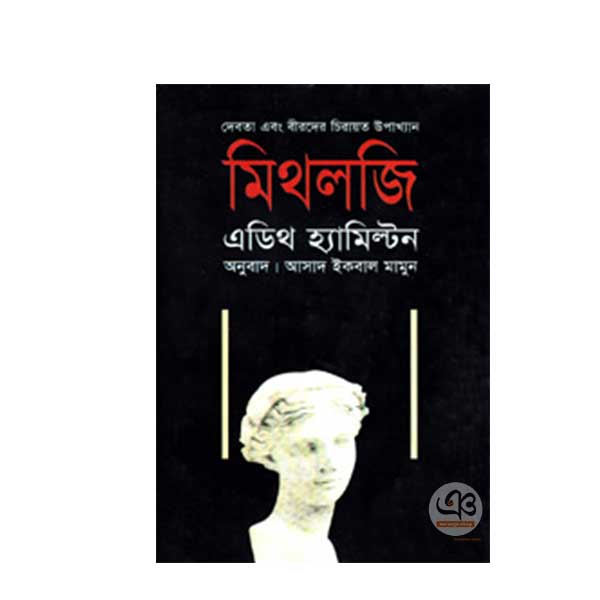 দেবতা এবং বীরদের চিরায়ত উপাখ্যান
মিথলজি
এডিথ হ্যামিল্টন
অনুবাদ । আসাদ ইকবাল মামুন